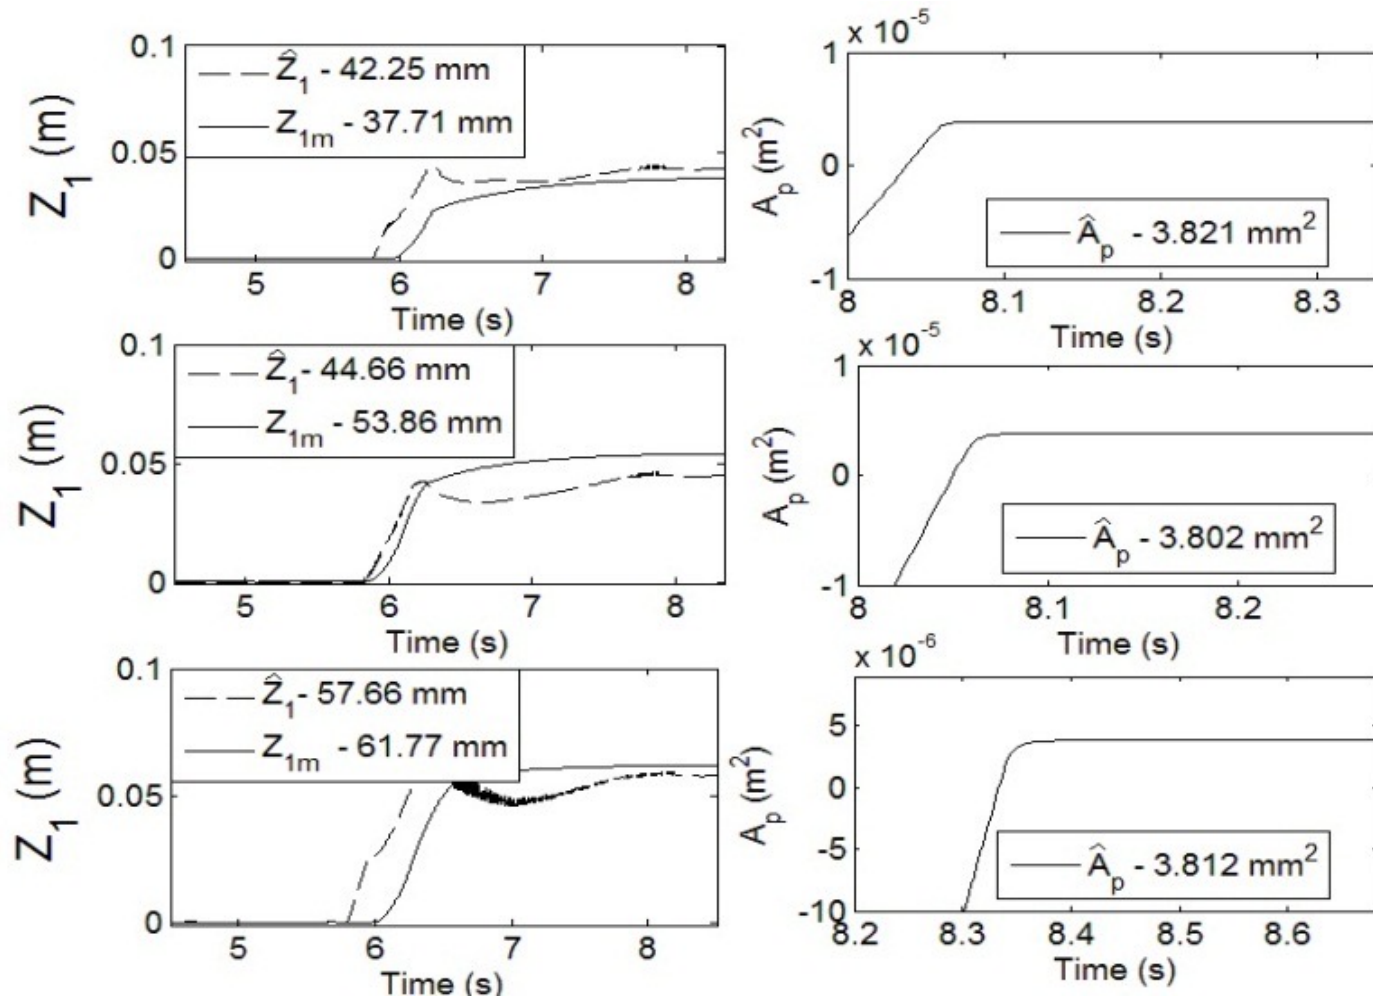 0.1
Ẑ1 - 42.25 mm
Z1m - 37.71 mm
0.05
0
Z1 (m)
5 6 7 8
Time (s)
x 10^-5
1
0
-1
Ap (m^2)
Âp - 3.821 mm^2
8 8.1 8.2 8.3
Time (s)
0.1
Ẑ1 - 44.66 mm
Z1m - 53.86 mm
0.05
0
Z1 (m)
5 6 7 8
Time (s)
x 10^-5
1
0
-1
Ap (m^2)
Âp - 3.802 mm^2
8 8.1 8.2
Time (s)
0.1
Ẑ1 - 57.66 mm
Z1m - 61.77 mm
0.05
0
Z1 (m)
5 6 7 8
Time (s)
x 10^-6
5
0
-5
-10
Ap (m^2)
Âp - 3.812 mm^2
8.2 8.3 8.4 8.5 8.6
Time (s)